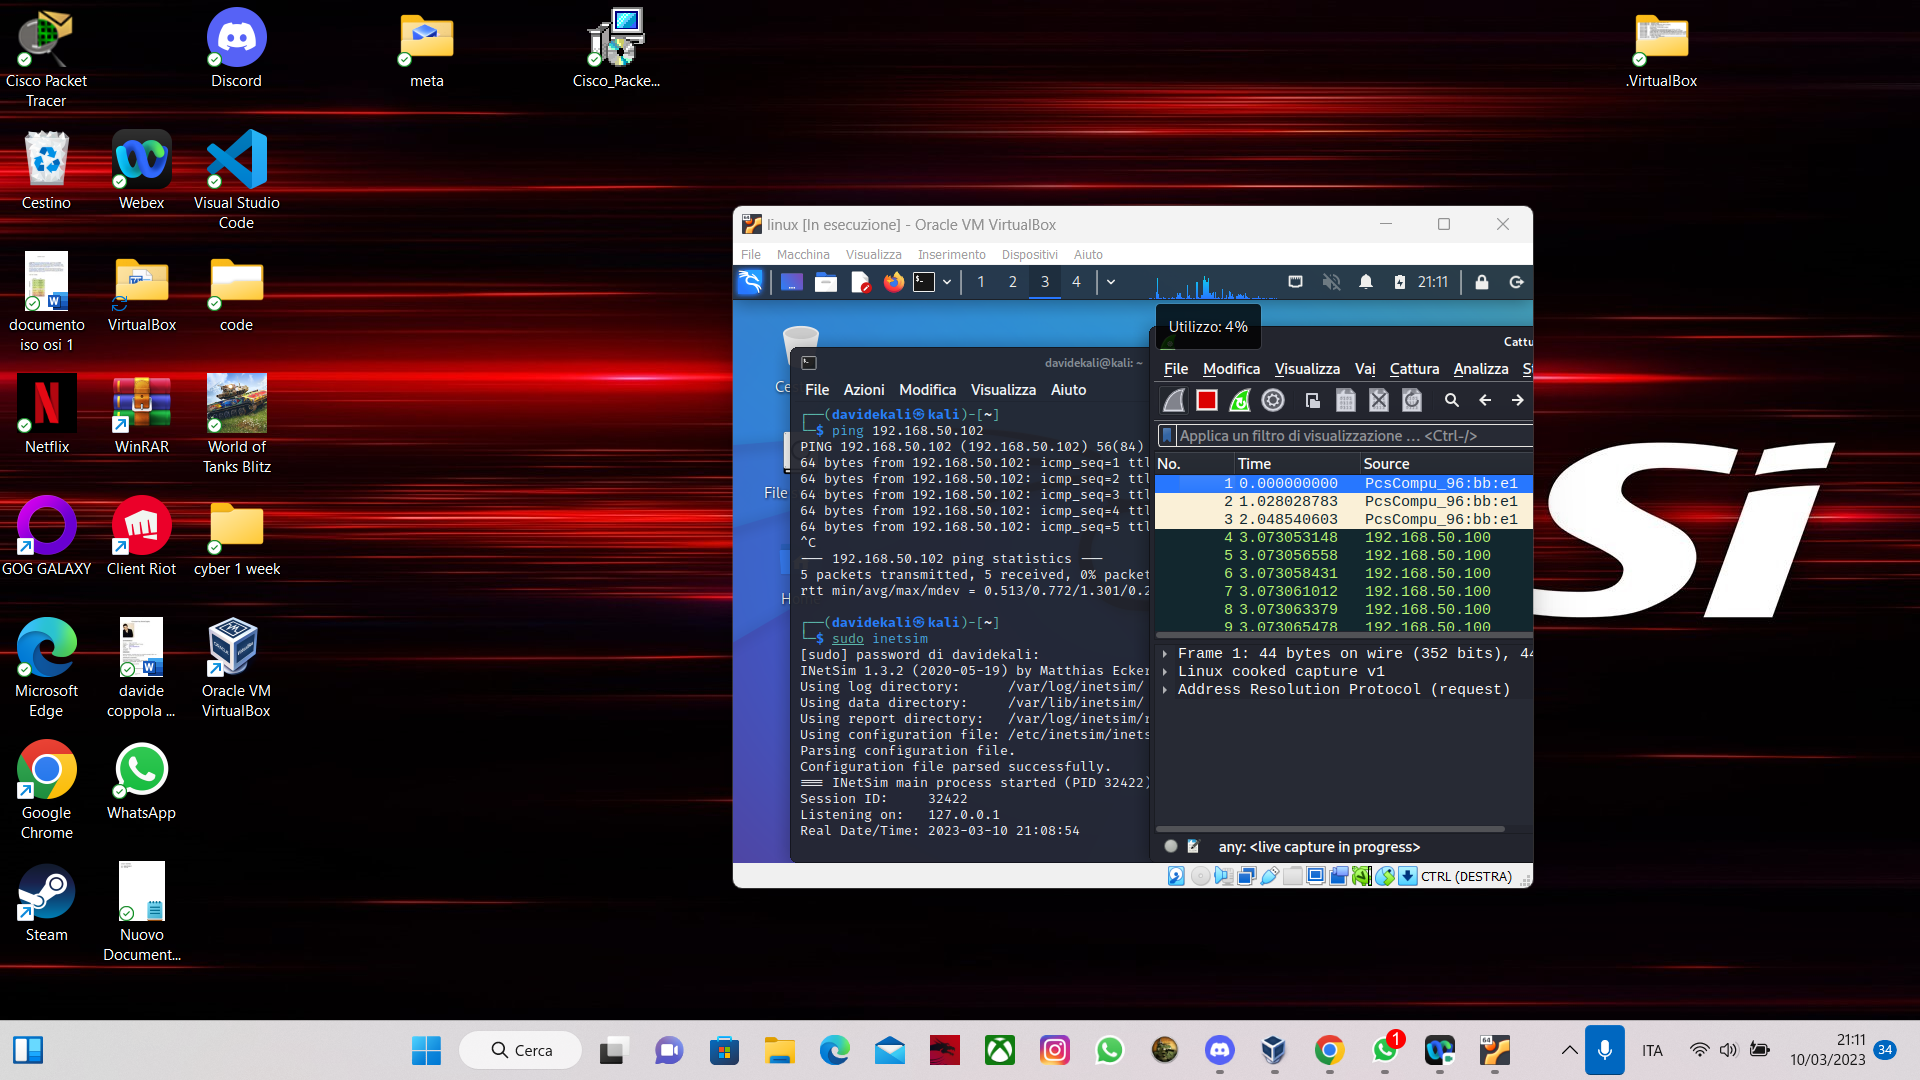 Cisco Packet
Tracer
Discord
meta
Cisco_Packe...
.VirtualBox
Cestino
Webex
Visual Studio
Code
documento
iso osi 1
VirtualBox
code
Netflix
WinRAR
World of
Tanks Blitz
GOG GALAXY
Client Riot
cyber 1 week
Microsoft
Edge
davide
coppola ...
Oracle VM
VirtualBox
Google
Chrome
WhatsApp
Steam
Nuovo
Document...
linux [In esecuzione] - Oracle VM VirtualBox
File Macchina Visualizza Inserimento Dispositivi Aiuto
1 2 3 4 21:11
Utilizzo: 4%
Ce
File
H
davidekali@kali: ~
File Azioni Modifica Visualizza Aiuto
┌──(davidekali㉿kali)-[~]
└─$ ping 192.168.50.102
PING 192.168.50.102 (192.168.50.102) 56(84)
64 bytes from 192.168.50.102: icmp_seq=1 ttl
64 bytes from 192.168.50.102: icmp_seq=2 ttl
64 bytes from 192.168.50.102: icmp_seq=3 ttl
64 bytes from 192.168.50.102: icmp_seq=4 ttl
64 bytes from 192.168.50.102: icmp_seq=5 ttl
^C
--- 192.168.50.102 ping statistics ---
5 packets transmitted, 5 received, 0% packet
rtt min/avg/max/mdev = 0.513/0.772/1.301/0.2
┌──(davidekali㉿kali)-[~]
└─$ sudo inetsim
[sudo] password di davidekali:
INetSim 1.3.2 (2020-05-19) by Matthias Ecker
Using log directory: /var/log/inetsim/
Using data directory: /var/lib/inetsim/
Using report directory: /var/log/inetsim/r
Using configuration file: /etc/inetsim/inets
Parsing configuration file.
Configuration file parsed successfully.
=== INetSim main process started (PID 32422)
Session ID: 32422
Listening on: 127.0.0.1
Real Date/Time: 2023-03-10 21:08:54
Cattu
File Modifica Visualizza Vai Cattura Analizza S
Applica un filtro di visualizzazione … <Ctrl-/>
No. Time Source
1 0.000000000 PcsCompu_96:bb:e1
2 1.028028783 PcsCompu_96:bb:e1
3 2.048540603 PcsCompu_96:bb:e1
4 3.073053148 192.168.50.100
5 3.073056558 192.168.50.100
6 3.073058431 192.168.50.100
7 3.073061012 192.168.50.100
8 3.073063379 192.168.50.100
9 3.073065478 192.168.50.100
Frame 1: 44 bytes on wire (352 bits), 44
Linux cooked capture v1
Address Resolution Protocol (request)
any: <live capture in progress>
CTRL (DESTRA)
si
Cerca
1
ITA
21:11
10/03/2023
34